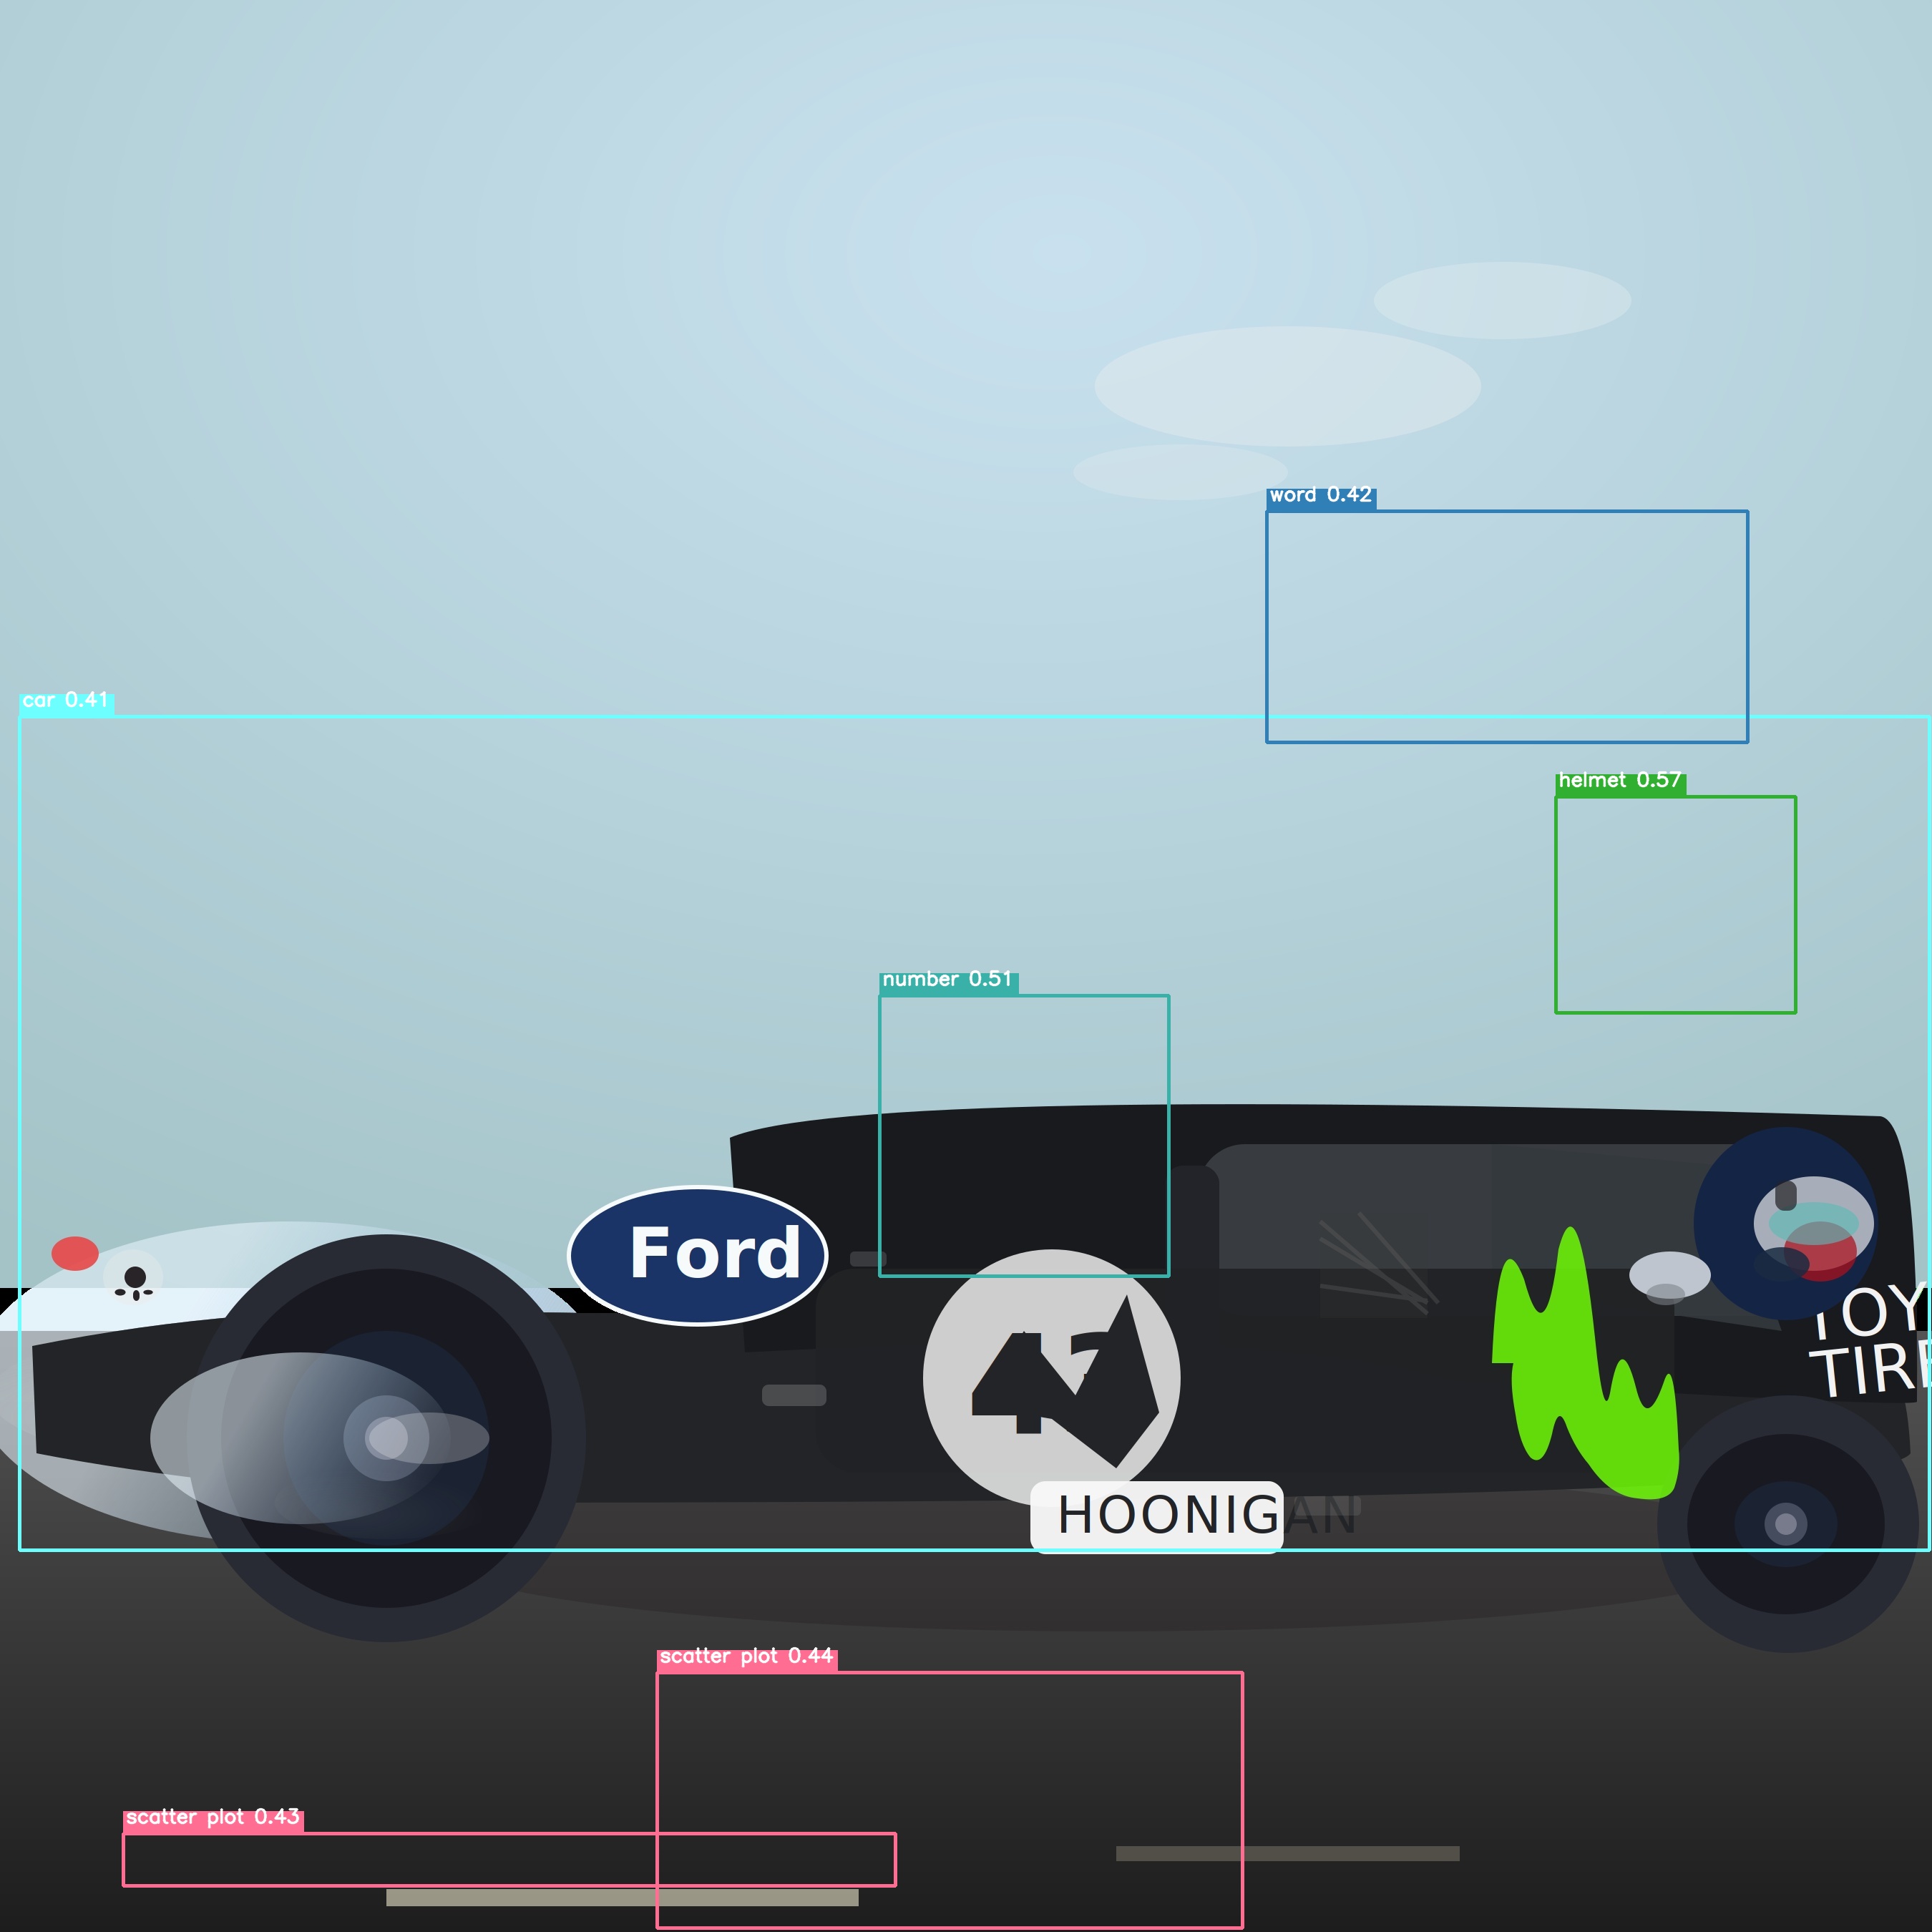 word 0.42
car 0.41
helmet 0.57
number 0.51
Ford
TOY
TIRE
HOONIGAN
scatter plot 0.44
scatter plot 0.43